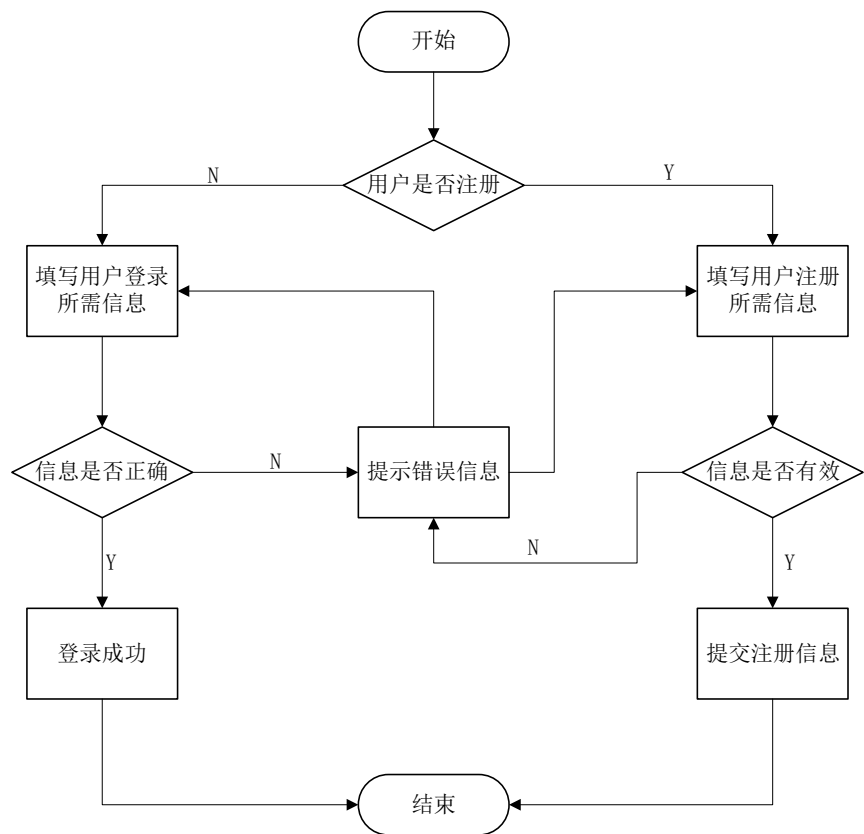 开始
用户是否注册
N
Y
填写用户登录
所需信息
填写用户注册
所需信息
信息是否正确
N
提示错误信息
信息是否有效
N
Y
Y
登录成功
提交注册信息
结束